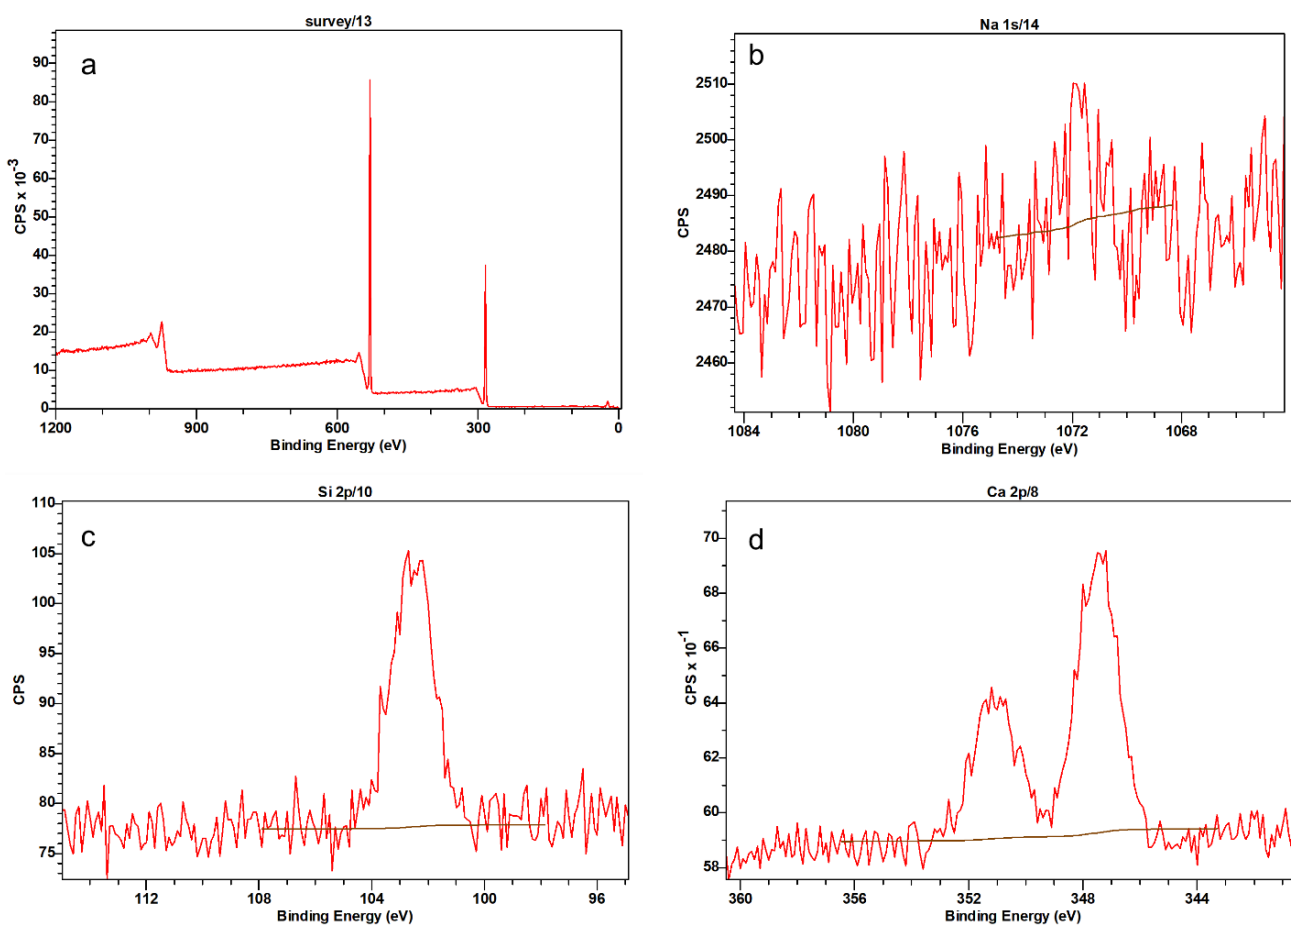 survey/13
a
CPS x 10⁻³
90
80
70
60
50
40
30
20
10
0
1200 900 600 300 0
Binding Energy (eV)
Na 1s/14
b
CPS
2510
2500
2490
2480
2470
2460
1084 1080 1076 1072 1068
Binding Energy (eV)
Si 2p/10
c
CPS
110
105
100
95
90
85
80
75
112 108 104 100 96
Binding Energy (eV)
Ca 2p/8
d
CPS x 10⁻¹
70
68
66
64
62
60
58
360 356 352 348 344
Binding Energy (eV)